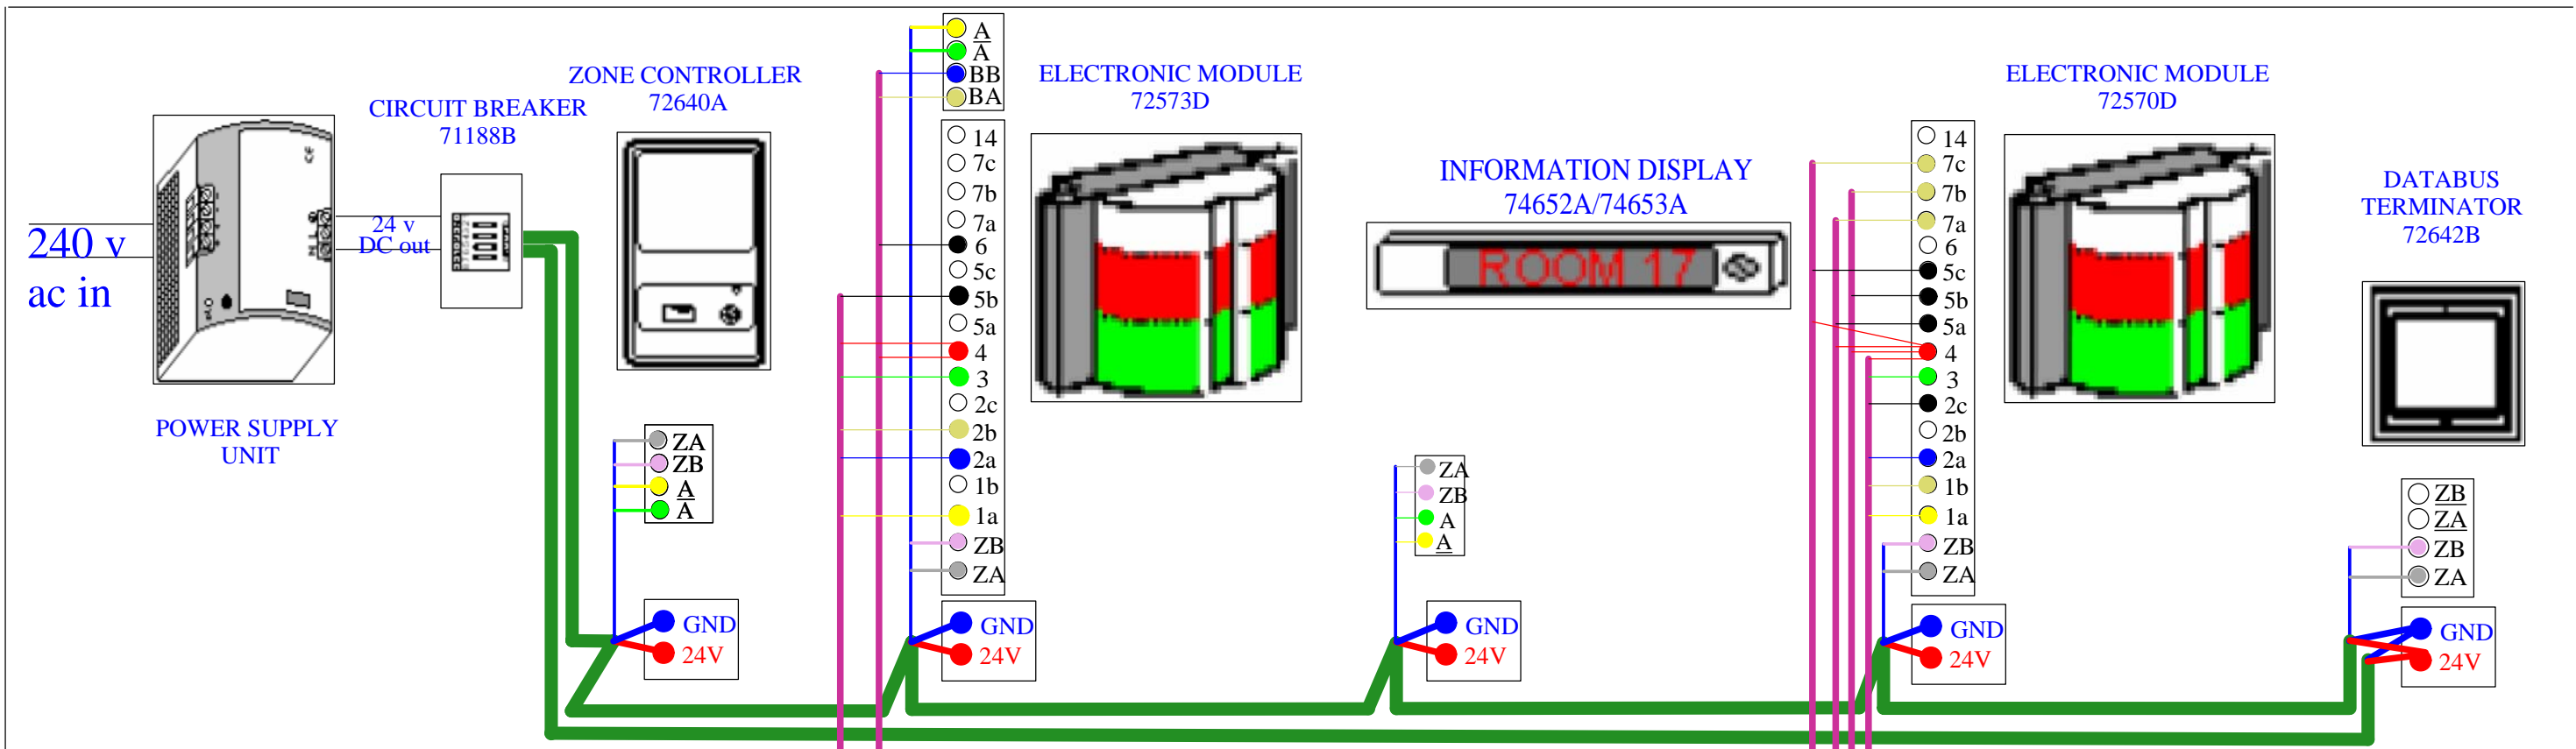 240 v
ac in
POWER SUPPLY
UNIT
24 v
DC out
CIRCUIT BREAKER
71188B
ZONE CONTROLLER
72640A
ZA
ZB
A
A
GND
24V
A
A
BB
BA
14
7c
7b
7a
6
5c
5b
5a
4
3
2c
2b
2a
1b
1a
ZB
ZA
GND
24V
ELECTRONIC MODULE
72573D
INFORMATION DISPLAY
74652A/74653A
ROOM 17
ZA
ZB
A
A
GND
24V
14
7c
7b
7a
6
5c
5b
5a
4
3
2c
2b
2a
1b
1a
ZB
ZA
GND
24V
ELECTRONIC MODULE
72570D
DATABUS
TERMINATOR
72642B
ZB
ZA
ZB
ZA
GND
24V